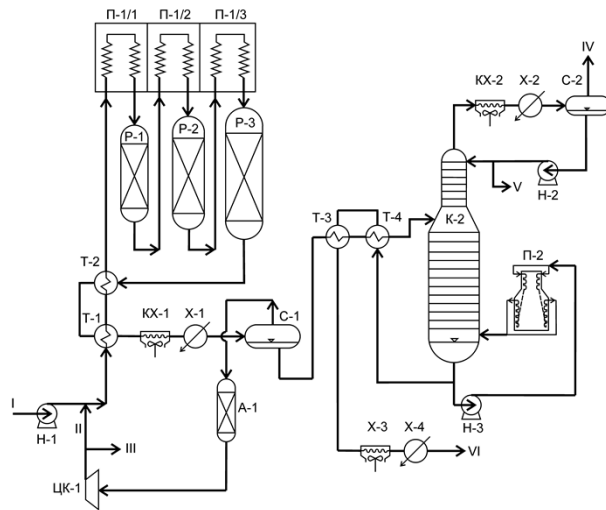 П-1/1 П-1/2 П-1/3
IV
КХ-2 Х-2 С-2
Р-1 Р-2 Р-3
V Н-2
Т-3 Т-4 К-2
П-2
Т-2
Т-1 КХ-1 Х-1 С-1
I Н-1 II А-1 Н-3
III Х-3 Х-4 VI
ЦК-1